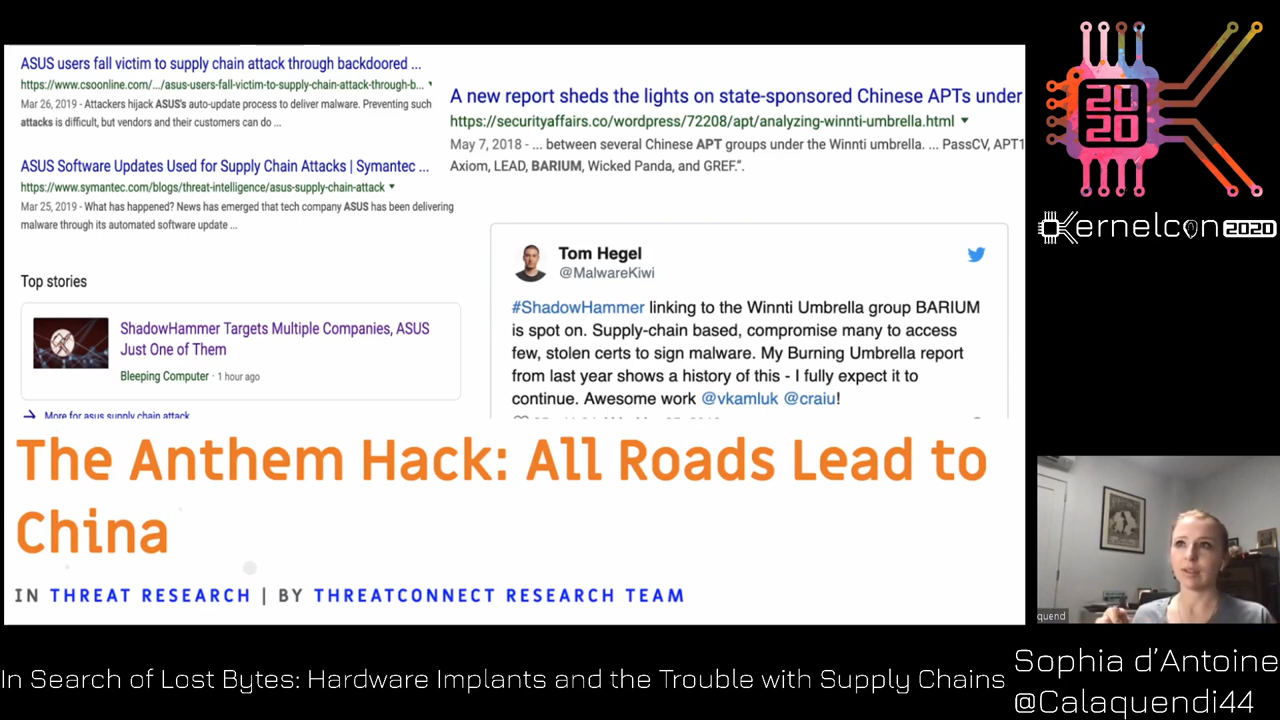 ASUS users fall victim to supply chain attack through backdoored ...
https://www.csoonline.com/.../asus-users-fall-victim-to-supply-chain-attack-through-b... ▼
Mar 26, 2019 - Attackers hijack ASUS's auto-update process to deliver malware. Preventing such
attacks is difficult, but vendors and their customers can do ...
ASUS Software Updates Used for Supply Chain Attacks | Symantec ...
https://www.symantec.com/blogs/threat-intelligence/asus-supply-chain-attack ▼
Mar 25, 2019 - What has happened? News has emerged that tech company ASUS has been delivering
malware through its automated software update ...
Top stories
ShadowHammer Targets Multiple Companies, ASUS
Just One of Them
Bleeping Computer · 1 hour ago
→ More for asus supply chain attack
A new report sheds the lights on state-sponsored Chinese APTs under
https://securityaffairs.co/wordpress/72208/apt/analyzing-winnti-umbrella.html ▼
May 7, 2018 - ... between several Chinese APT groups under the Winnti umbrella. ... PassCV, APT1
Axiom, LEAD, BARIUM, Wicked Panda, and GREF.".
Tom Hegel
@MalwareKiwi
#ShadowHammer linking to the Winnti Umbrella group BARIUM
is spot on. Supply-chain based, compromise many to access
few, stolen certs to sign malware. My Burning Umbrella report
from last year shows a history of this - I fully expect it to
continue. Awesome work @vkamluk @craiu!
The Anthem Hack: All Roads Lead to
China
IN THREAT RESEARCH | BY THREATCONNECT RESEARCH TEAM
20
20
Kernelcon 2020
quend
In Search of Lost Bytes: Hardware Implants and the Trouble with Supply Chains
Sophia d'Antoine
@Calaquendi44